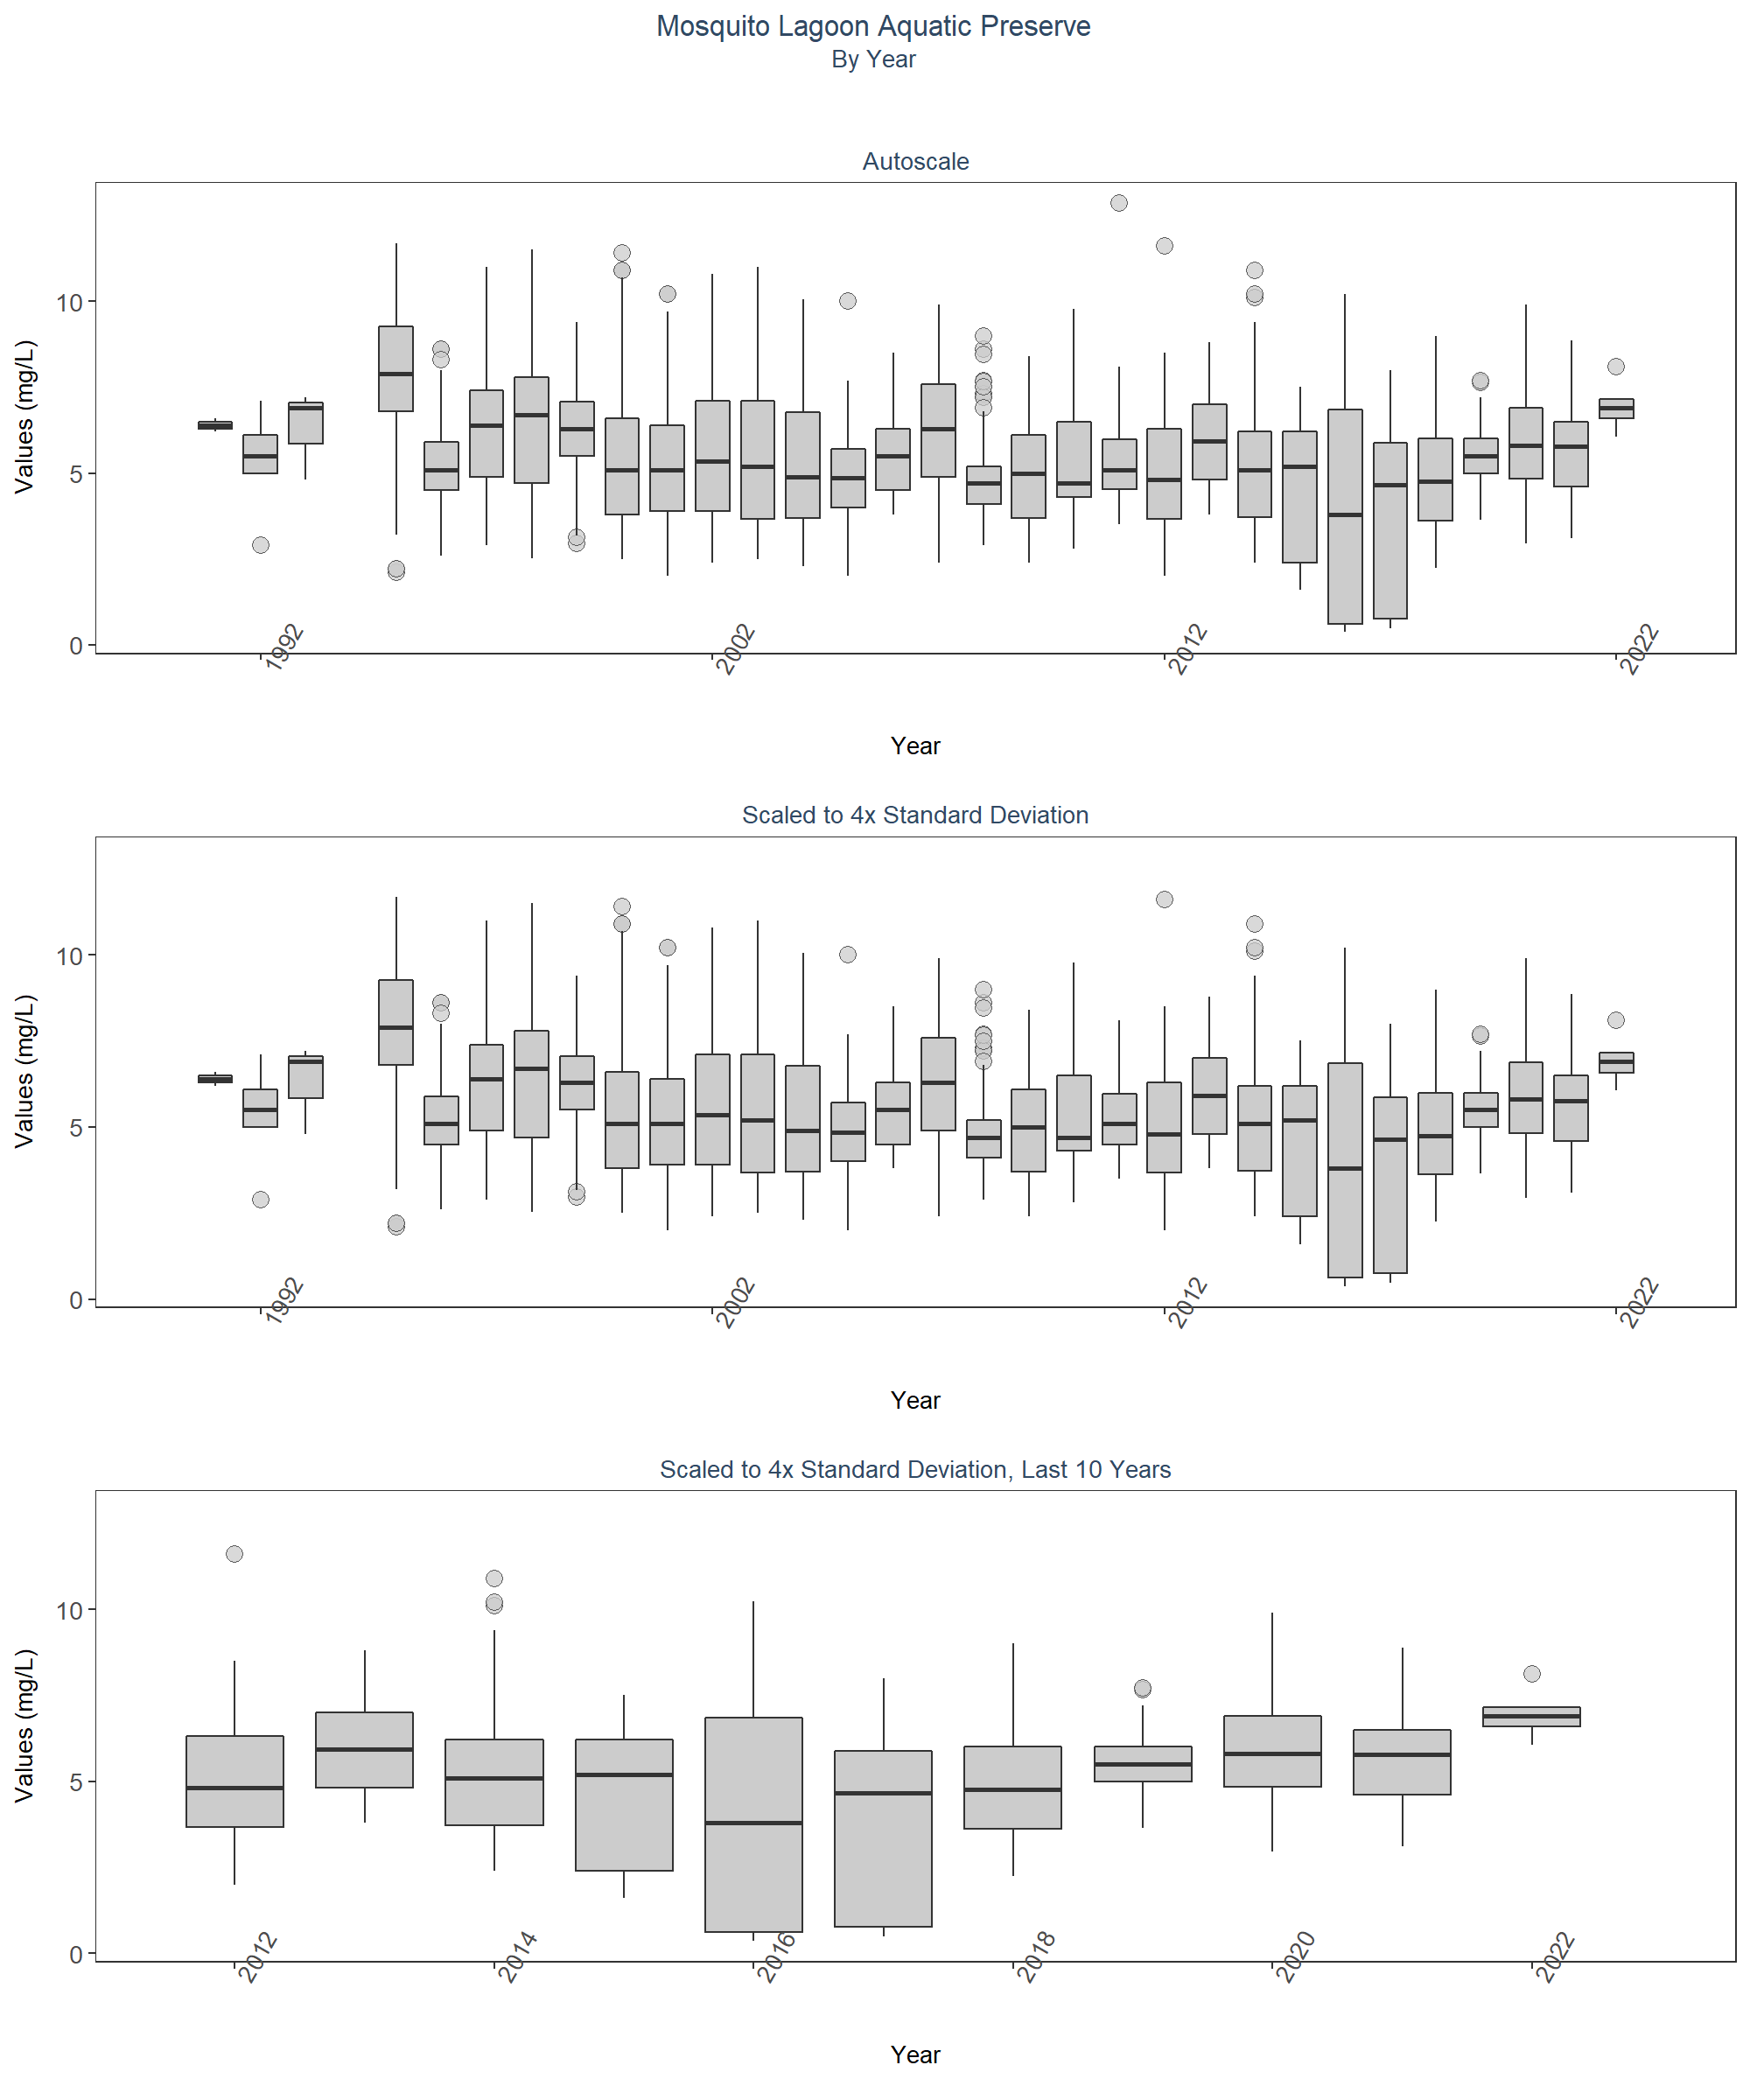 Mosquito Lagoon Aquatic Preserve
By Year
Autoscale
Values (mg/L)
10
5
0
1992
2002
2012
2022
Year
Scaled to 4x Standard Deviation
Values (mg/L)
10
5
0
1992
2002
2012
2022
Year
Scaled to 4x Standard Deviation, Last 10 Years
Values (mg/L)
10
5
0
2012
2014
2016
2018
2020
2022
Year